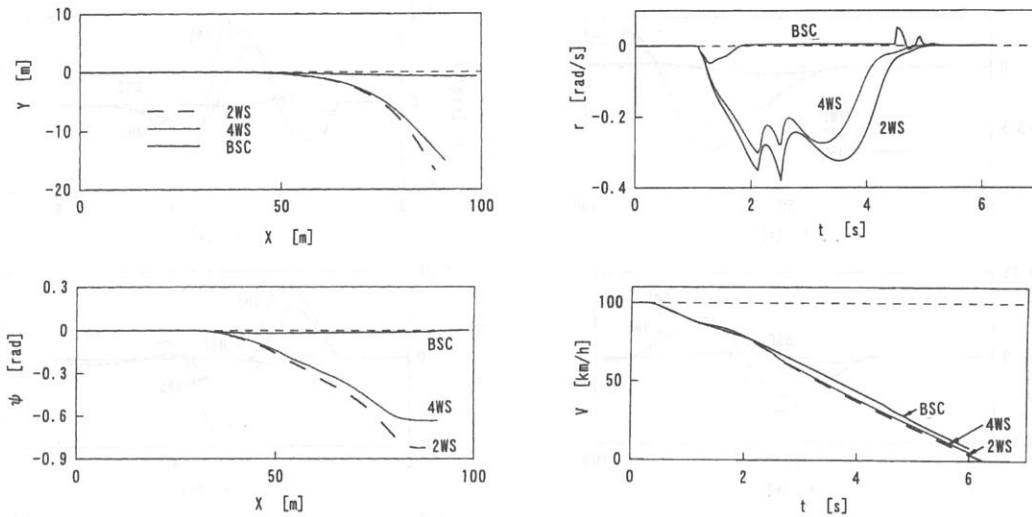 10
0
-10
-20
Y [m]
2WS
4WS
BSC
0
50
100
X [m]
0
-0.2
-0.4
r [rad/s]
BSC
4WS
2WS
0
2
4
6
t [s]
0.3
0
-0.3
-0.6
-0.9
ψ [rad]
BSC
4WS
2WS
0
50
100
X [m]
100
50
0
V [km/h]
BSC
4WS
2WS
0
2
4
6
t [s]